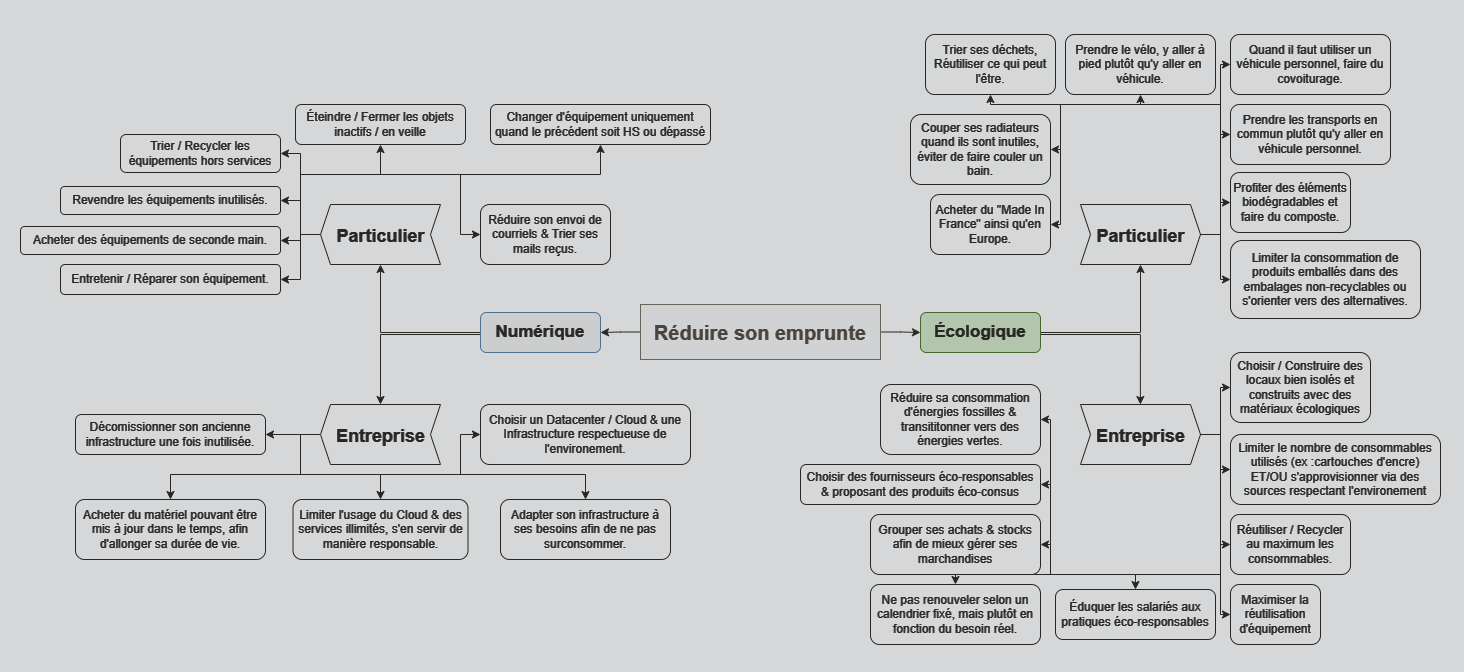 Réduire son emprunte
Numérique
Particulier
Éteindre / Fermer les objets
inactifs / en veille
Changer d'équipement uniquement
quand le précédent soit HS ou dépassé
Trier / Recycler les
équipements hors services
Revendre les équipements inutilisés.
Acheter des équipements de seconde main.
Entretenir / Réparer son équipement.
Réduire son envoi de
courriels & Trier ses
mails reçus.
Entreprise
Décomissionner son ancienne
infrastructure une fois inutilisée.
Choisir un Datacenter / Cloud & une
Infrastructure respectueuse de
l'environement.
Acheter du matériel pouvant être
mis à jour dans le temps, afin
d'allonger sa durée de vie.
Limiter l'usage du Cloud & des
services illimités, s'en servir de
manière responsable.
Adapter son infrastructure à
ses besoins afin de ne pas
surconsommer.
Écologique
Particulier
Trier ses déchets,
Réutiliser ce qui peut
l'être.
Prendre le vélo, y aller à
pied plutôt qu'y aller en
véhicule.
Quand il faut utiliser un
véhicule personnel, faire du
covoiturage.
Couper ses radiateurs
quand ils sont inutiles,
éviter de faire couler un
bain.
Prendre les transports en
commun plutôt qu'y aller en
véhicule personnel.
Acheter du "Made In
France" ainsi qu'en
Europe.
Profiter des éléments
biodégradables et
faire du composte.
Limiter la consommation de
produits emballés dans des
embalages non-recyclables ou
s'orienter vers des alternatives.
Entreprise
Choisir / Construire des
locaux bien isolés et
construits avec des
matériaux écologiques
Réduire sa consommation
d'énergies fossilles &
transititonner vers des
énergies vertes.
Limiter le nombre de consommables
utilisés (ex :cartouches d'encre)
ET/OU s'approvisionner via des
sources respectant l'environement
Choisir des fournisseurs éco-responsables
& proposant des produits éco-consus
Grouper ses achats & stocks
afin de mieux gérer ses
marchandises
Réutiliser / Recycler
au maximum les
consommables.
Ne pas renouveler selon un
calendrier fixé, mais plutôt en
fonction du besoin réel.
Éduquer les salariés aux
pratiques éco-responsables
Maximiser la
réutilisation
d'équipement